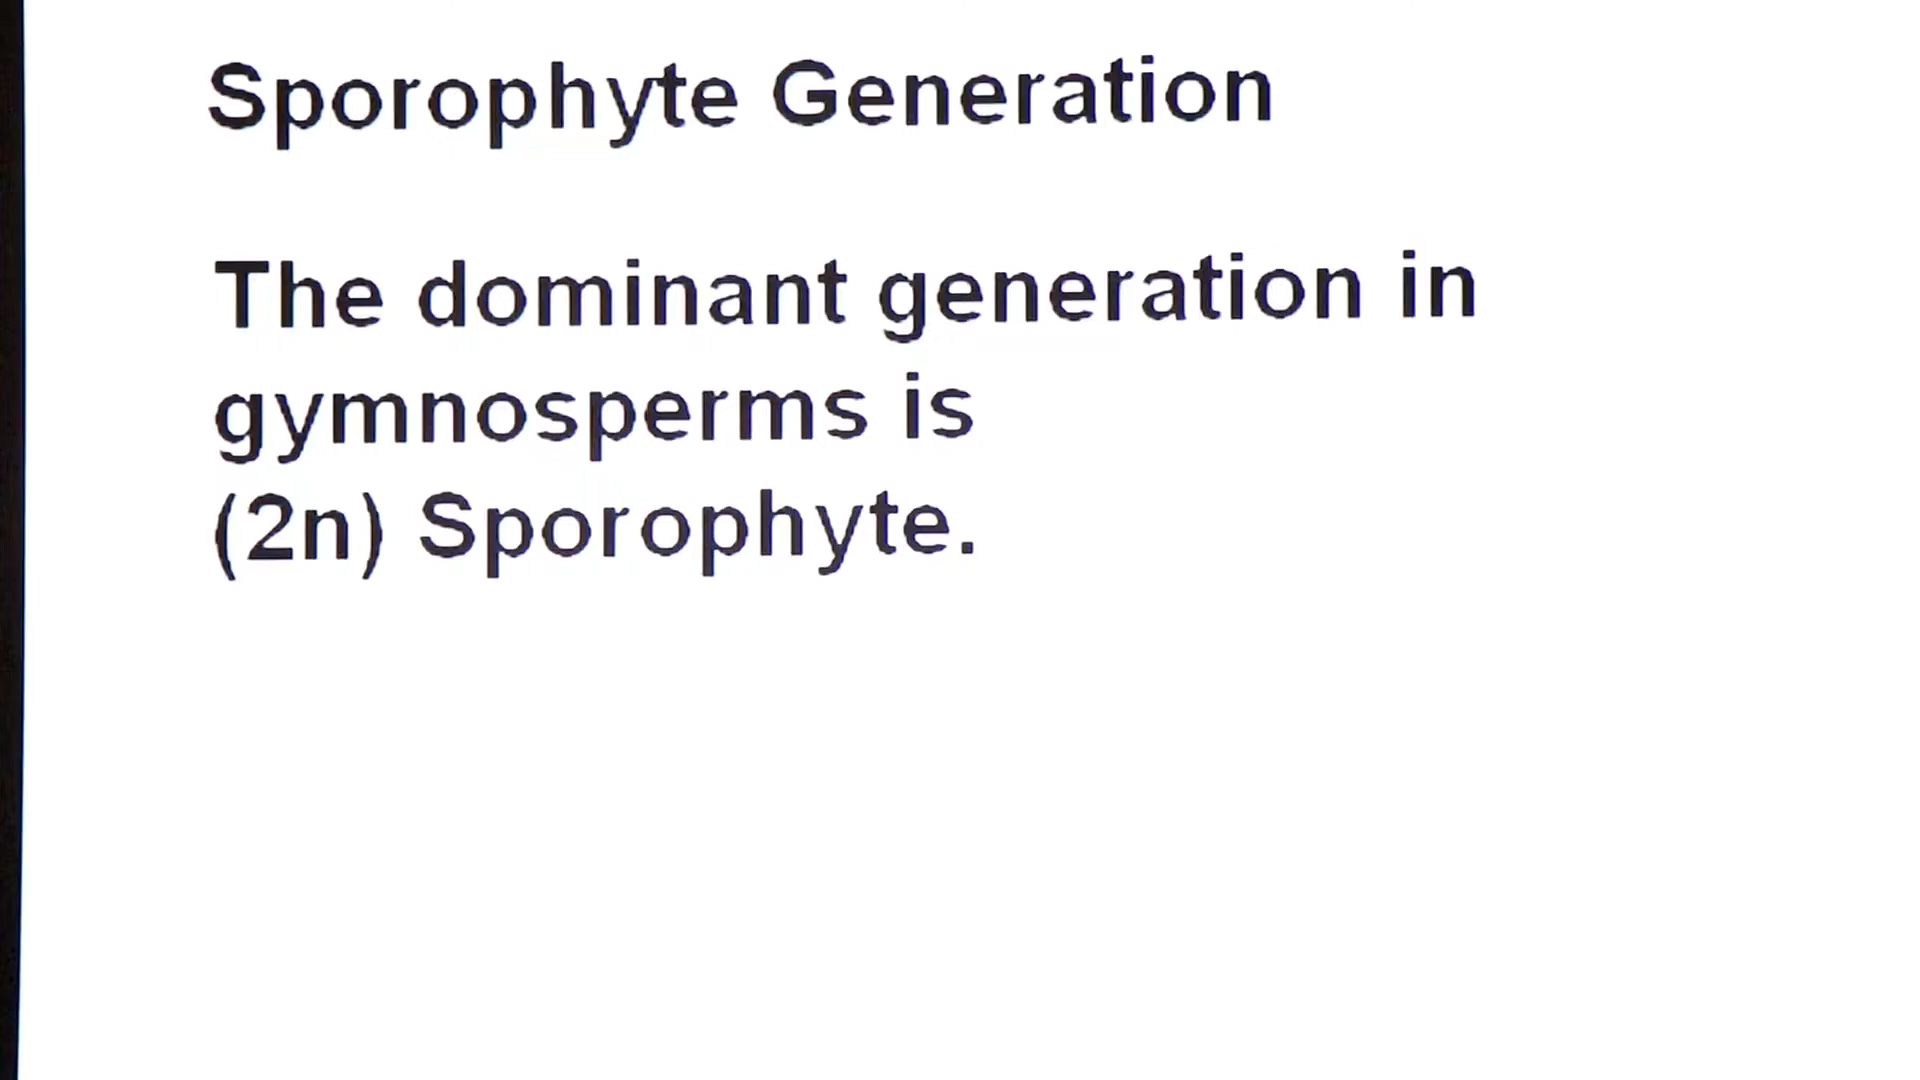 Sporophyte Generation
The dominant generation in
gymnosperms is
(2n) Sporophyte.